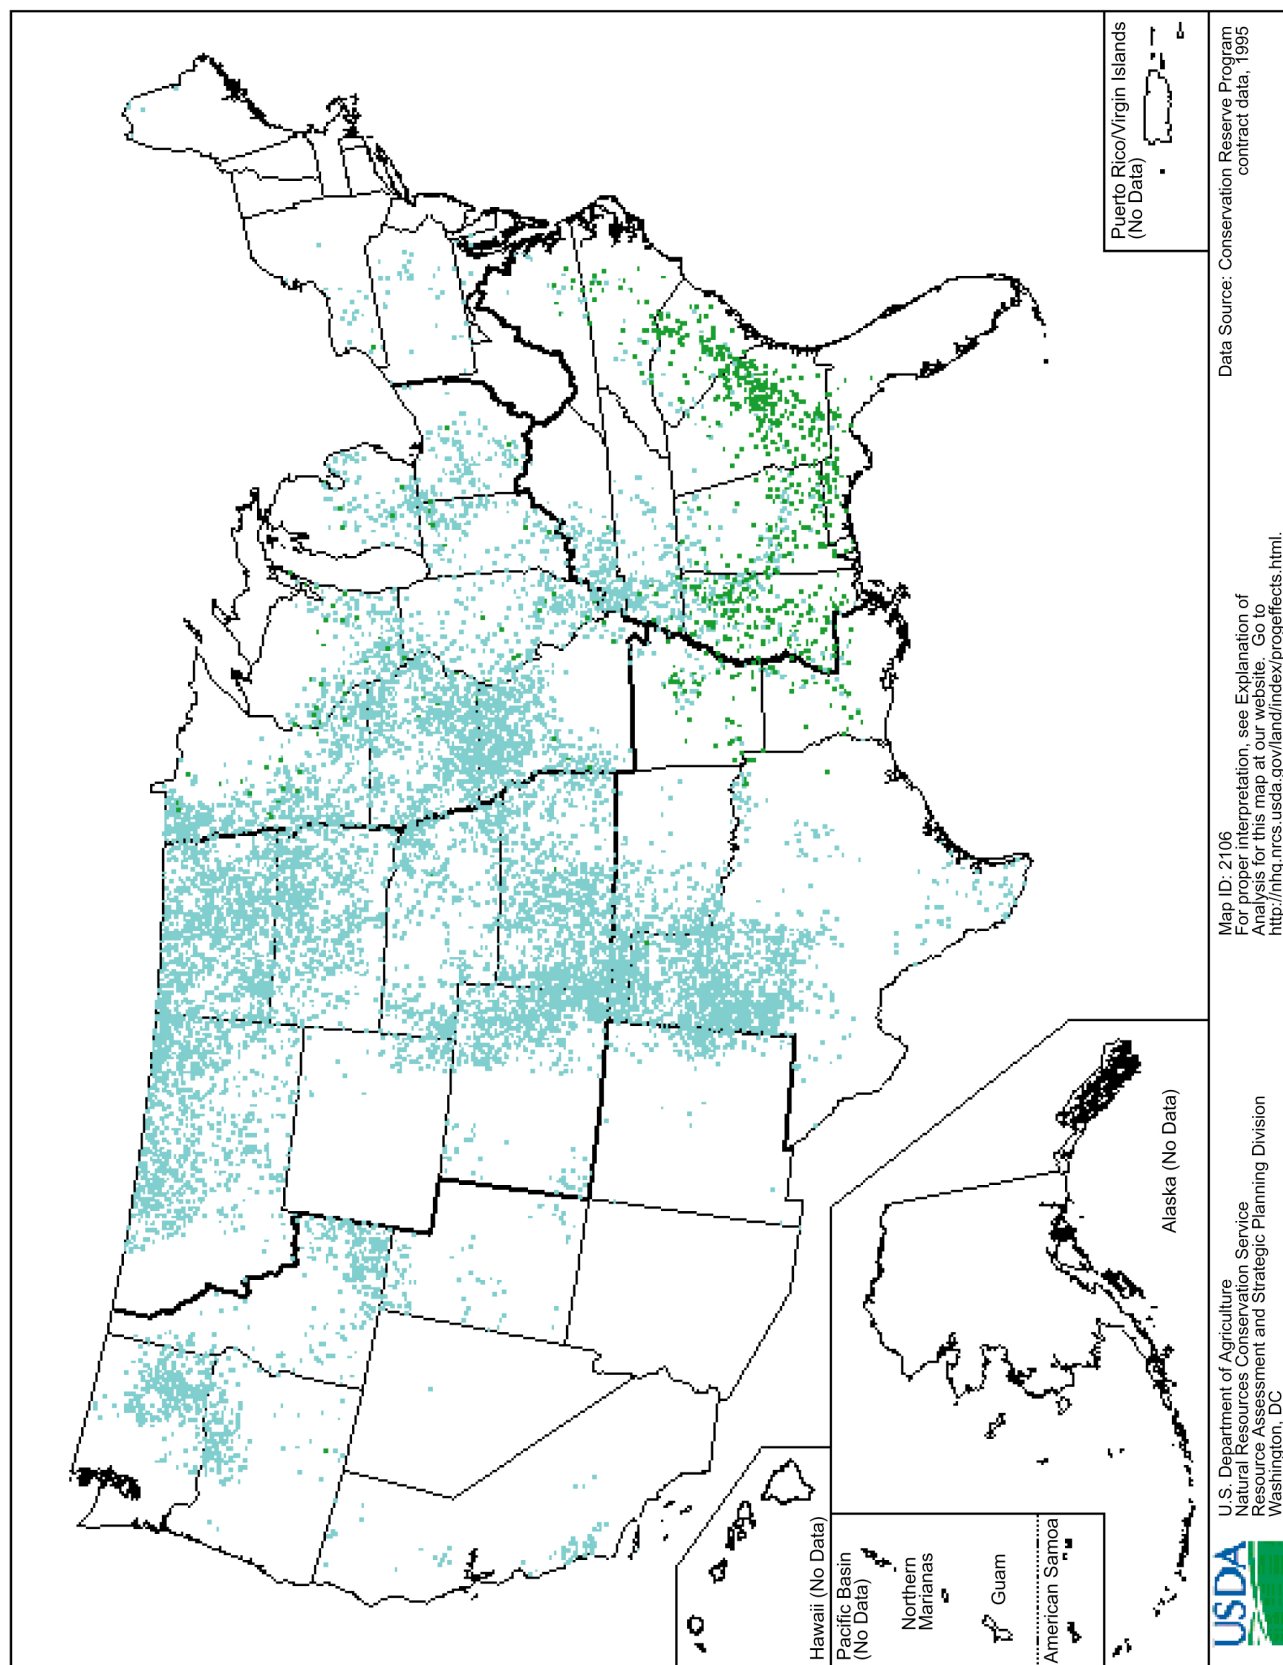 Hawaii (No Data)
Pacific Basin
(No Data)
Northern
Marianas
Guam
American Samoa
Alaska (No Data)
Puerto Rico/Virgin Islands
(No Data)
USDA
U.S. Department of Agriculture
Natural Resources Conservation Service
Resource Assessment and Strategic Planning Division
Washington, DC
Map ID: 2106
For proper interpretation, see Explanation of
Analysis for this map at our website. Go to
http://nhq.nrcs.usda.gov/land/index/progeffects.html.
Data Source: Conservation Reserve Program
contract data, 1995